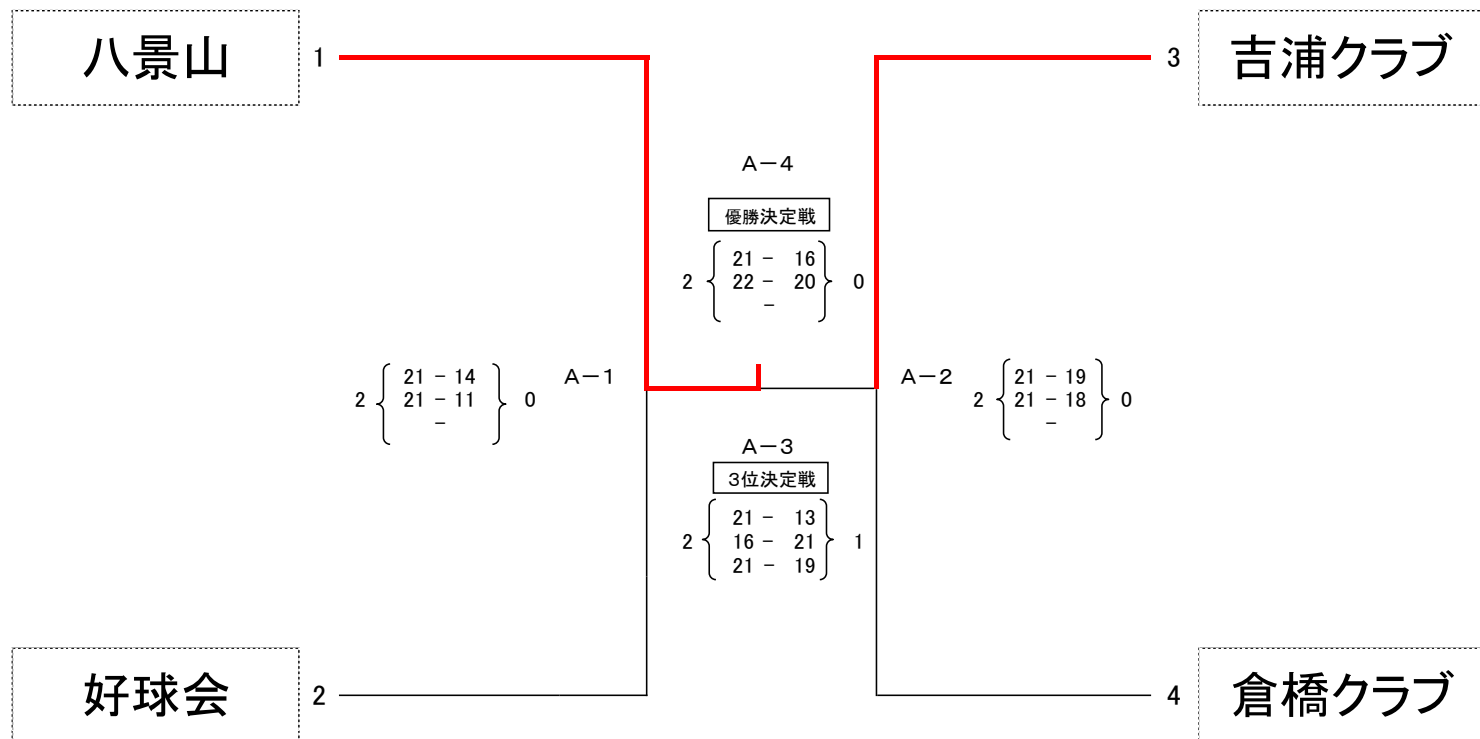 八景山 1
3 吉浦クラブ
A－4
優勝決定戦
21 － 16
2 22 － 20 0
－
A－1
21 － 14
2 21 － 11 0
－
A－2
21 － 19
2 21 － 18 0
－
A－3
3位決定戦
21 － 13
2 16 － 21 1
21 － 19
好球会 2
4 倉橋クラブ